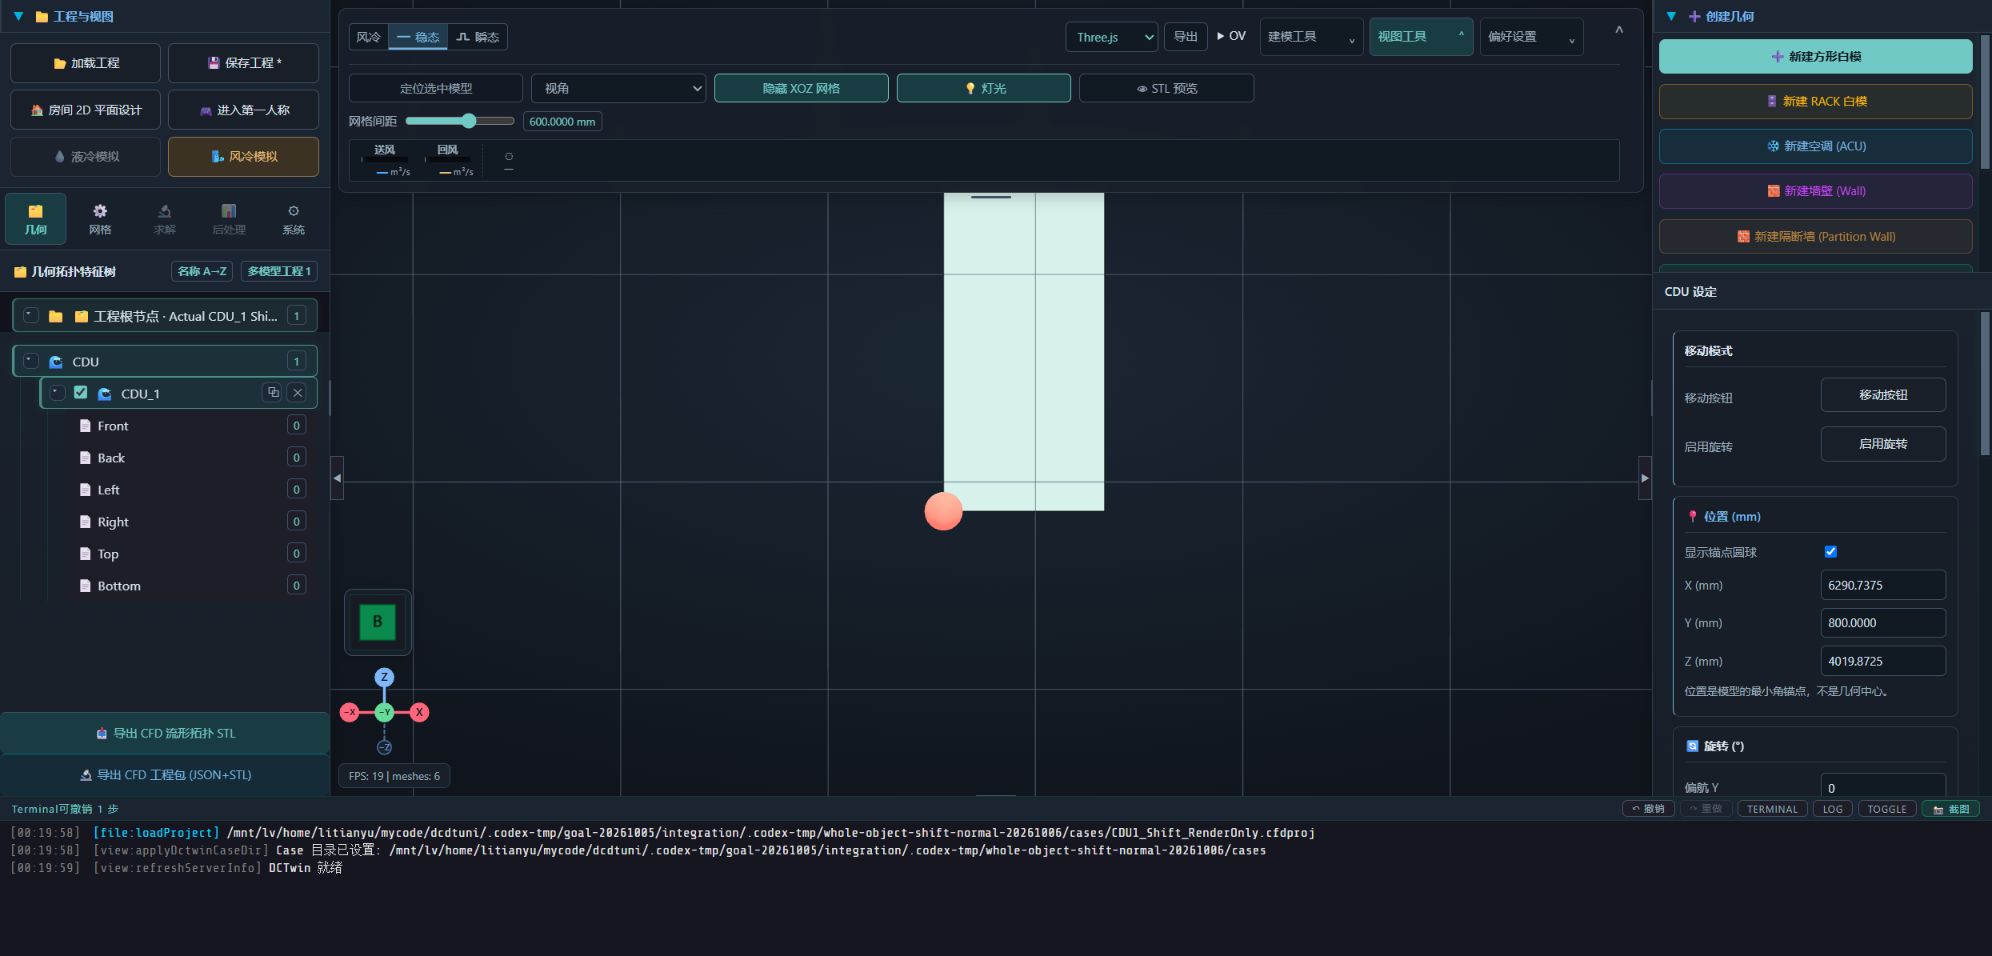 工程与视图
加载工程
保存工程 *
房间 2D 平面设计
进入第一人称
液冷模拟
风冷模拟
几何
网格
求解
后处理
系统
几何拓扑特征树
名称 A→Z
多模型工程 1
工程根节点 · Actual CDU_1 Shi...
1
CDU
1
CDU_1
Front
0
Back
0
Left
0
Right
0
Top
0
Bottom
0
导出 CFD 流形拓扑 STL
导出 CFD 工程包 (JSON+STL)
风冷
稳态
瞬态
Three.js
导出
OV
建模工具
视图工具
偏好设置
定位选中模型
视角
隐藏 XOZ 网格
灯光
STL 预览
网格间距
600.0000 mm
送风
m³/s
回风
m³/s
B
Z
-X
-Y
X
-Z
FPS: 19 | meshes: 6
创建几何
新建方形白模
新建 RACK 白模
新建空调 (ACU)
新建墙壁 (Wall)
新建隔断墙 (Partition Wall)
CDU 设定
移动模式
移动按钮
移动按钮
启用旋转
启用旋转
位置 (mm)
显示锚点圆球
X (mm)
6290.7375
Y (mm)
800.0000
Z (mm)
4019.8725
位置是模型的最小角锚点，不是几何中心。
旋转 (°)
偏航 Y
0
Terminal可撤销 1 步
撤销
重做
TERMINAL
LOG
TOGGLE
截图
[00:19:58] [file:loadProject] /mnt/lv/home/litianyu/mycode/dcdtuni/.codex-tmp/goal-20261005/integration/.codex-tmp/whole-object-shift-normal-20261006/cases/CDU1_Shift_RenderOnly.cfdproj
[00:19:58] [view:applyDctwinCaseDir] Case 目录已设置: /mnt/lv/home/litianyu/mycode/dcdtuni/.codex-tmp/goal-20261005/integration/.codex-tmp/whole-object-shift-normal-20261006/cases
[00:19:59] [view:refreshServerInfo] DCTwin 就绪